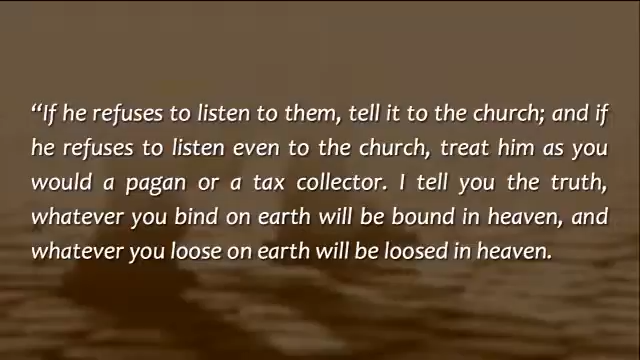 “If he refuses to listen to them, tell it to the church; and if
he refuses to listen even to the church, treat him as you
would a pagan or a tax collector. I tell you the truth,
whatever you bind on earth will be bound in heaven, and
whatever you loose on earth will be loosed in heaven.